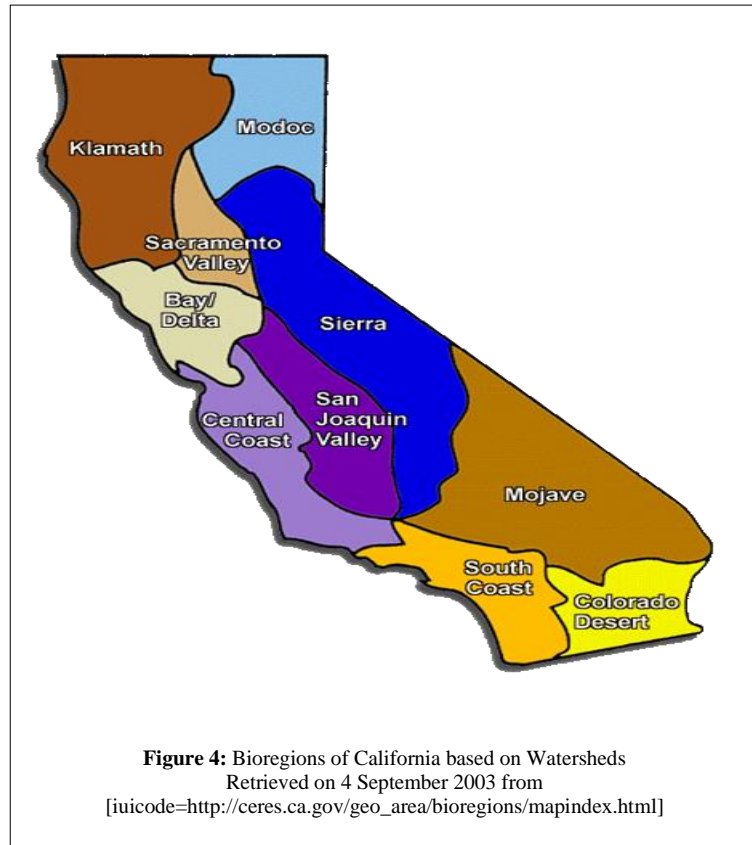 Modoc
Klamath
Sacramento
Valley
Bay/
Delta
Sierra
San
Joaquin
Valley
Central
Coast
Mojave
South
Coast
Colorado
Desert
Figure 4: Bioregions of California based on Watersheds
Retrieved on 4 September 2003 from
[iuicode=http://ceres.ca.gov/geo_area/bioregions/mapindex.html]